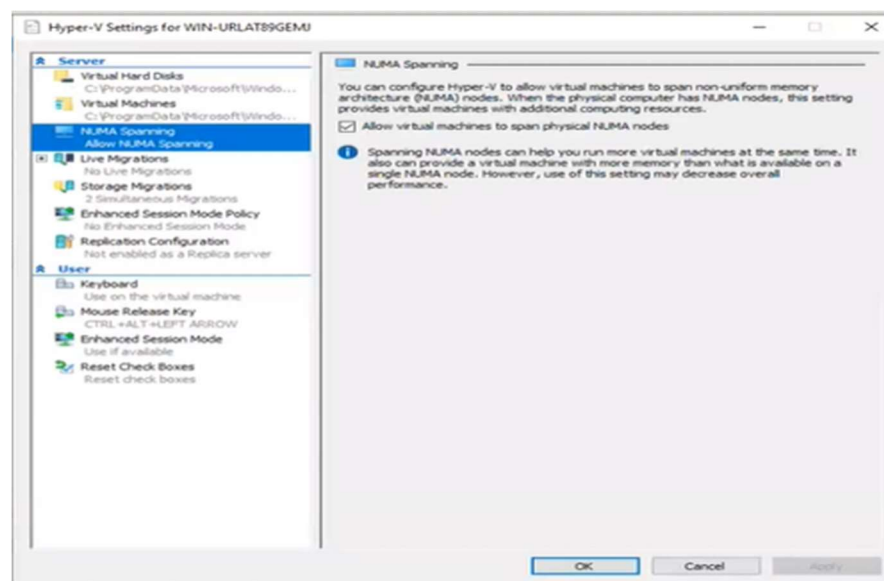 Hyper-V Settings for WIN-URLAT89GEMJ
Server
Virtual Hard Disks
C:\ProgramData\Microsoft\Windo...
Virtual Machines
C:\ProgramData\Microsoft\Windo...
NUMA Spanning
Allow NUMA Spanning
Live Migrations
No Live Migrations
Storage Migrations
2 Simultaneous Migrations
Enhanced Session Mode Policy
No Enhanced Session Mode
Replication Configuration
Not enabled as a Replica server
User
Keyboard
Use on the virtual machine
Mouse Release Key
CTRL+ALT+LEFT ARROW
Enhanced Session Mode
Use if available
Reset Check Boxes
Reset check boxes
NUMA Spanning
You can configure Hyper-V to allow virtual machines to span non-uniform memory
architecture (NUMA) nodes. When the physical computer has NUMA nodes, this setting
provides virtual machines with additional computing resources.
Allow virtual machines to span physical NUMA nodes
Spanning NUMA nodes can help you run more virtual machines at the same time. It
also can provide a virtual machine with more memory than what is available on a
single NUMA node. However, use of this setting may decrease overall
performance.
OK
Cancel
Apply